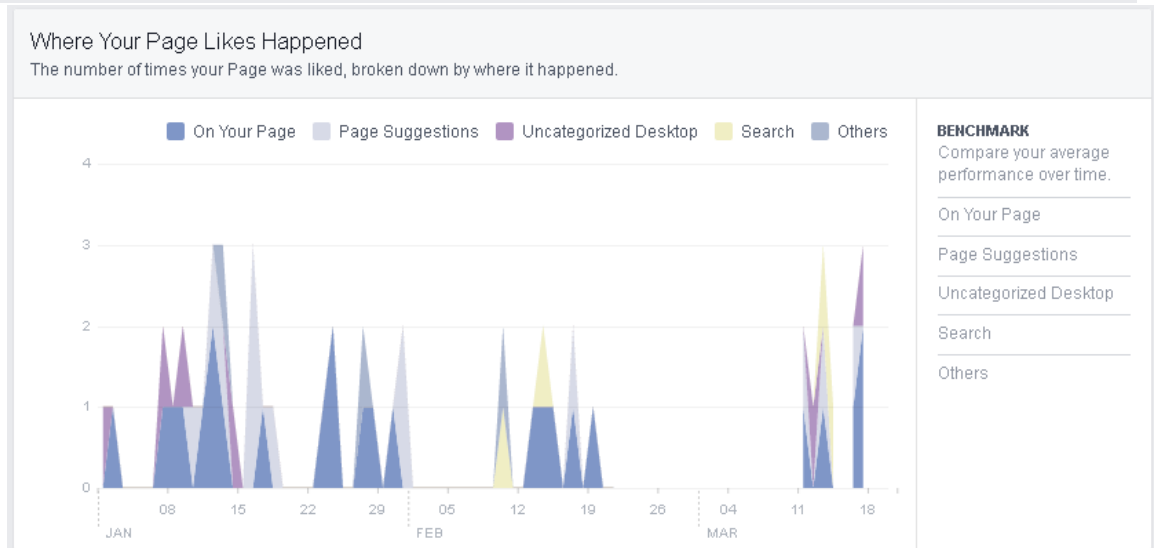 Where Your Page Likes Happened
The number of times your Page was liked, broken down by where it happened.
On Your Page Page Suggestions Uncategorized Desktop Search Others
4
3
2
1
0
08 15 22 29 05 12 19 26 04 11 18
JAN FEB MAR
BENCHMARK
Compare your average
performance over time.
On Your Page
Page Suggestions
Uncategorized Desktop
Search
Others